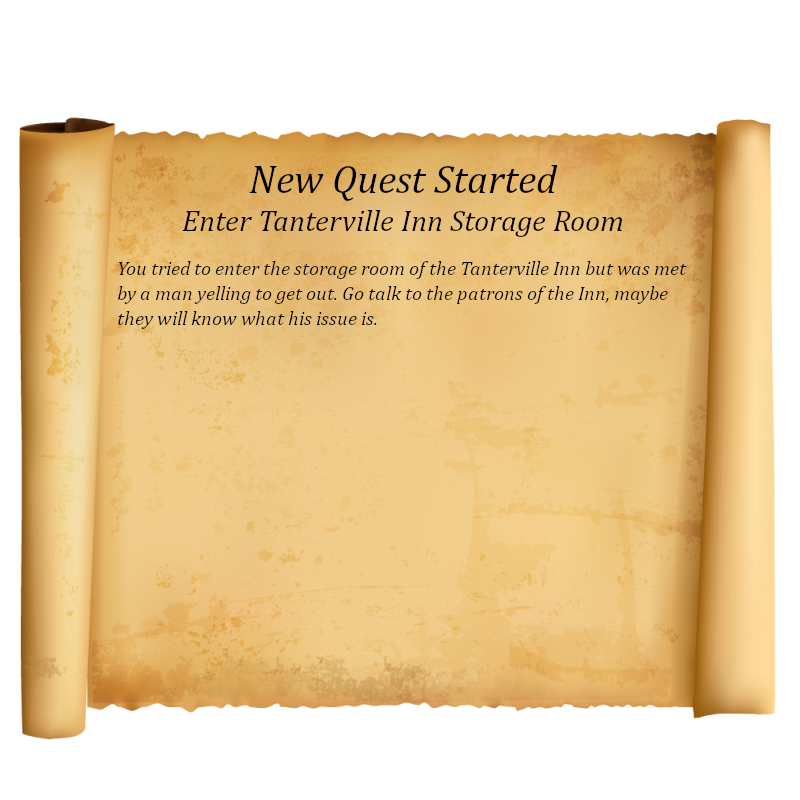 New Quest Started
Enter Tanterville Inn Storage Room
You tried to enter the storage room of the Tanterville Inn but was met
by a man yelling to get out. Go talk to the patrons of the Inn, maybe
they will know what his issue is.